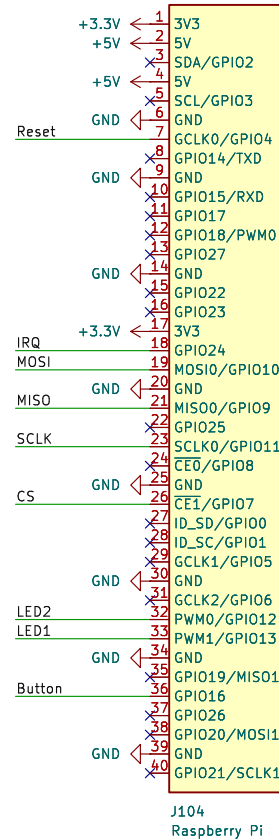 +3.3V 1 3V3
+5V 2 5V
3 SDA/GPIO2
+5V 4 5V
5 SCL/GPIO3
GND 6 GND
Reset 7 GCLK0/GPIO4
8 GPIO14/TXD
GND 9 GND
10 GPIO15/RXD
11 GPIO17
12 GPIO18/PWM0
13 GPIO27
GND 14 GND
15 GPIO22
16 GPIO23
+3.3V 17 3V3
IRQ 18 GPIO24
MOSI 19 MOSI0/GPIO10
GND 20 GND
MISO 21 MISO0/GPIO9
22 GPIO25
SCLK 23 SCLK0/GPIO11
24 CE0/GPIO8
GND 25 GND
CS 26 CE1/GPIO7
27 ID_SD/GPIO0
28 ID_SC/GPIO1
29 GCLK1/GPIO5
GND 30 GND
31 GCLK2/GPIO6
LED2 32 PWM0/GPIO12
LED1 33 PWM1/GPIO13
GND 34 GND
35 GPIO19/MISO1
Button 36 GPIO16
37 GPIO26
38 GPIO20/MOSI1
GND 39 GND
40 GPIO21/SCLK1
J104
Raspberry Pi